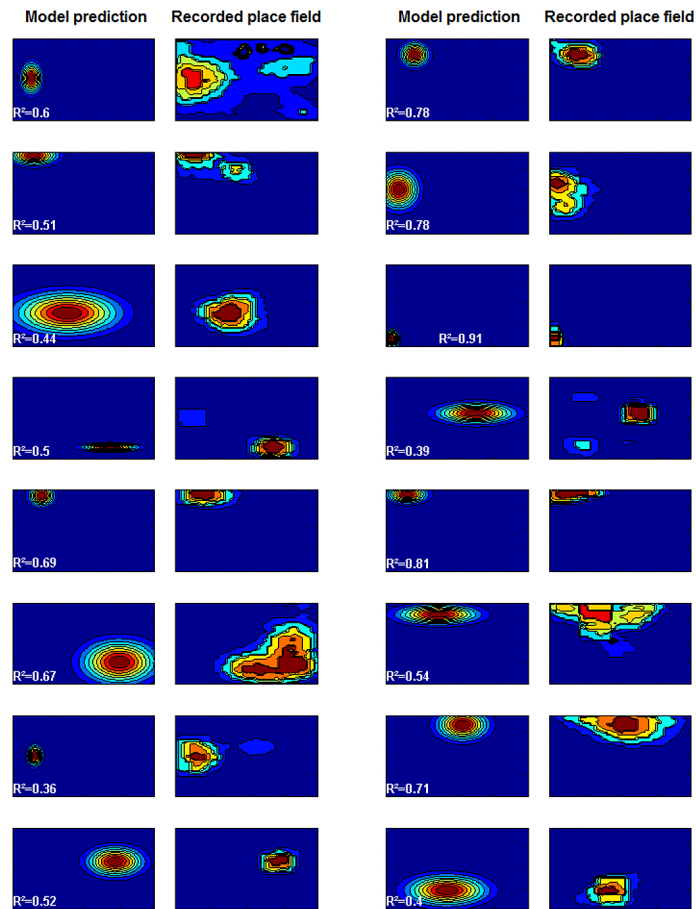 Model prediction Recorded place field Model prediction Recorded place field
R²=0.6 R²=0.78
R²=0.51 R²=0.78
R²=0.44 R²=0.91
R²=0.5 R²=0.39
R²=0.69 R²=0.81
R²=0.67 R²=0.54
R²=0.36 R²=0.71
R²=0.52 R²=0.4